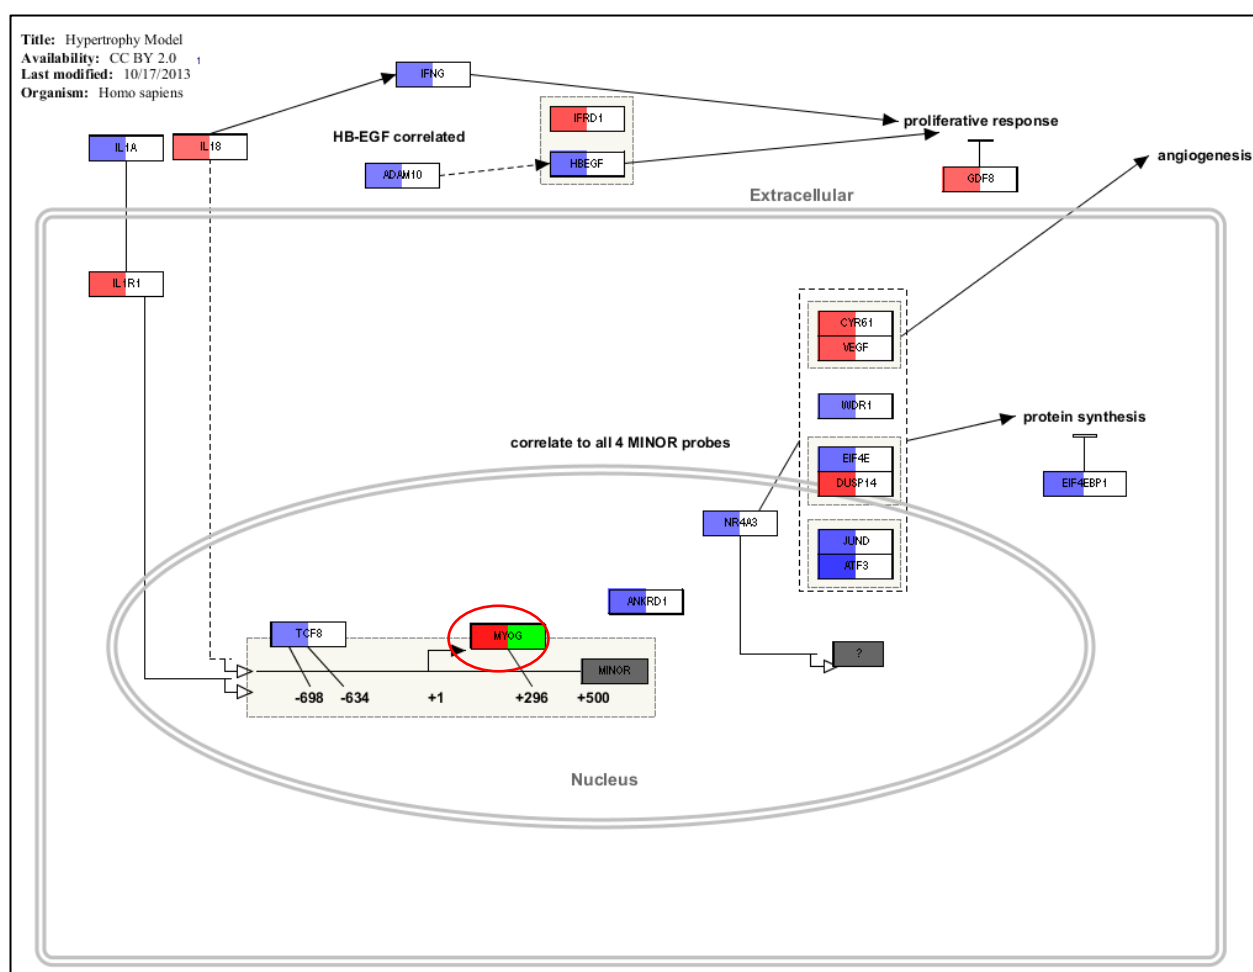 Title: Hypertrophy Model
Availability: CC BY 2.0 1
Last modified: 10/17/2013
Organism: Homo sapiens
IFNG
IFRD1
proliferative response
HB-EGF correlated
IL1A
IL18
HBEGF
angiogenesis
ADAM10
GDF8
Extracellular
IL1R1
CYR61
VEGF
WDR1
protein synthesis
correlate to all 4 MINOR probes
EIF4E
DUSP14
EIF4EBP1
NR4A3
JUND
ATF3
ANKRD1
TCF8
MYOG
?
MINOR
-698 -634 +1 +296 +500
Nucleus